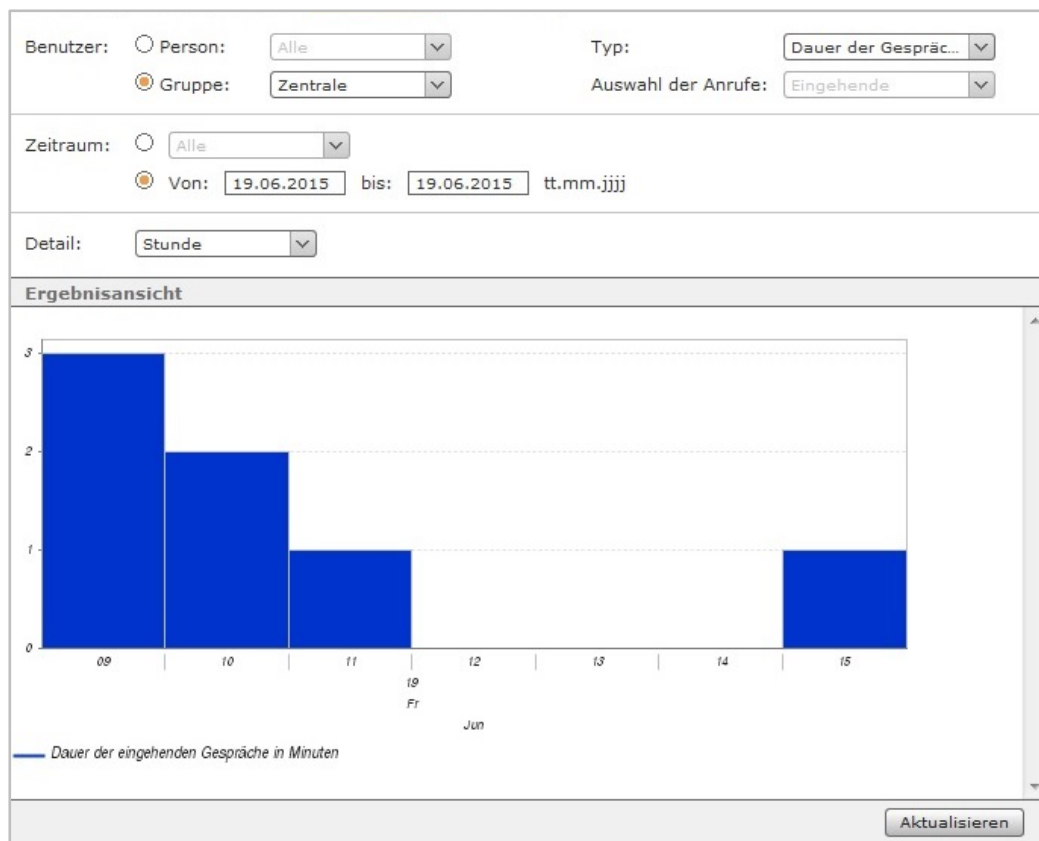 Benutzer: Person: Alle Typ: Dauer der Gespräc...
Gruppe: Zentrale Auswahl der Anrufe: Eingehende
Zeitraum: Alle
Von: 19.06.2015 bis: 19.06.2015 tt.mm.jjjj
Detail: Stunde
Ergebnisansicht
3
2
1
0
09 10 11 12 13 14 15
19
Fr
Jun
Dauer der eingehenden Gespräche in Minuten
Aktualisieren